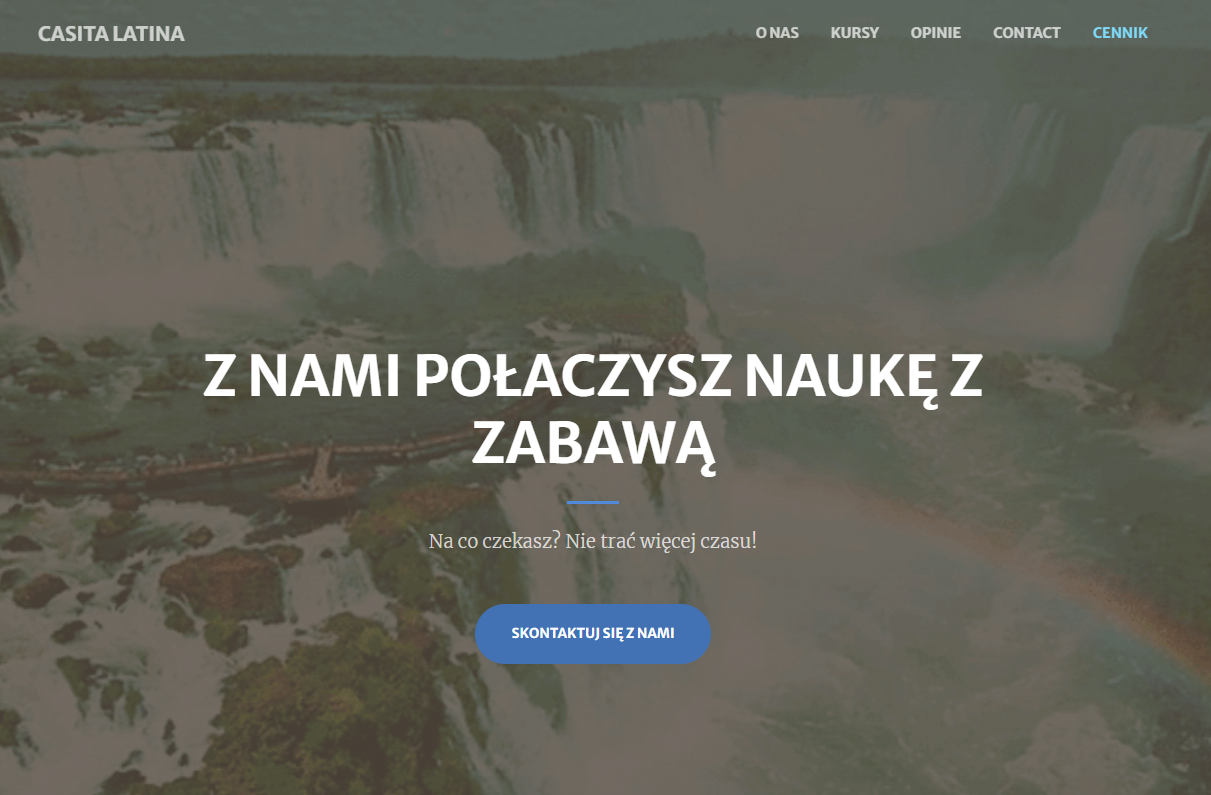 CASITA LATINA
O NAS KURSY OPINIE CONTACT CENNIK
Z NAMI POŁACZYSZ NAUKĘ Z
ZABAWĄ
Na co czekasz? Nie trać więcej czasu!
SKONTAKTUJ SIĘ Z NAMI